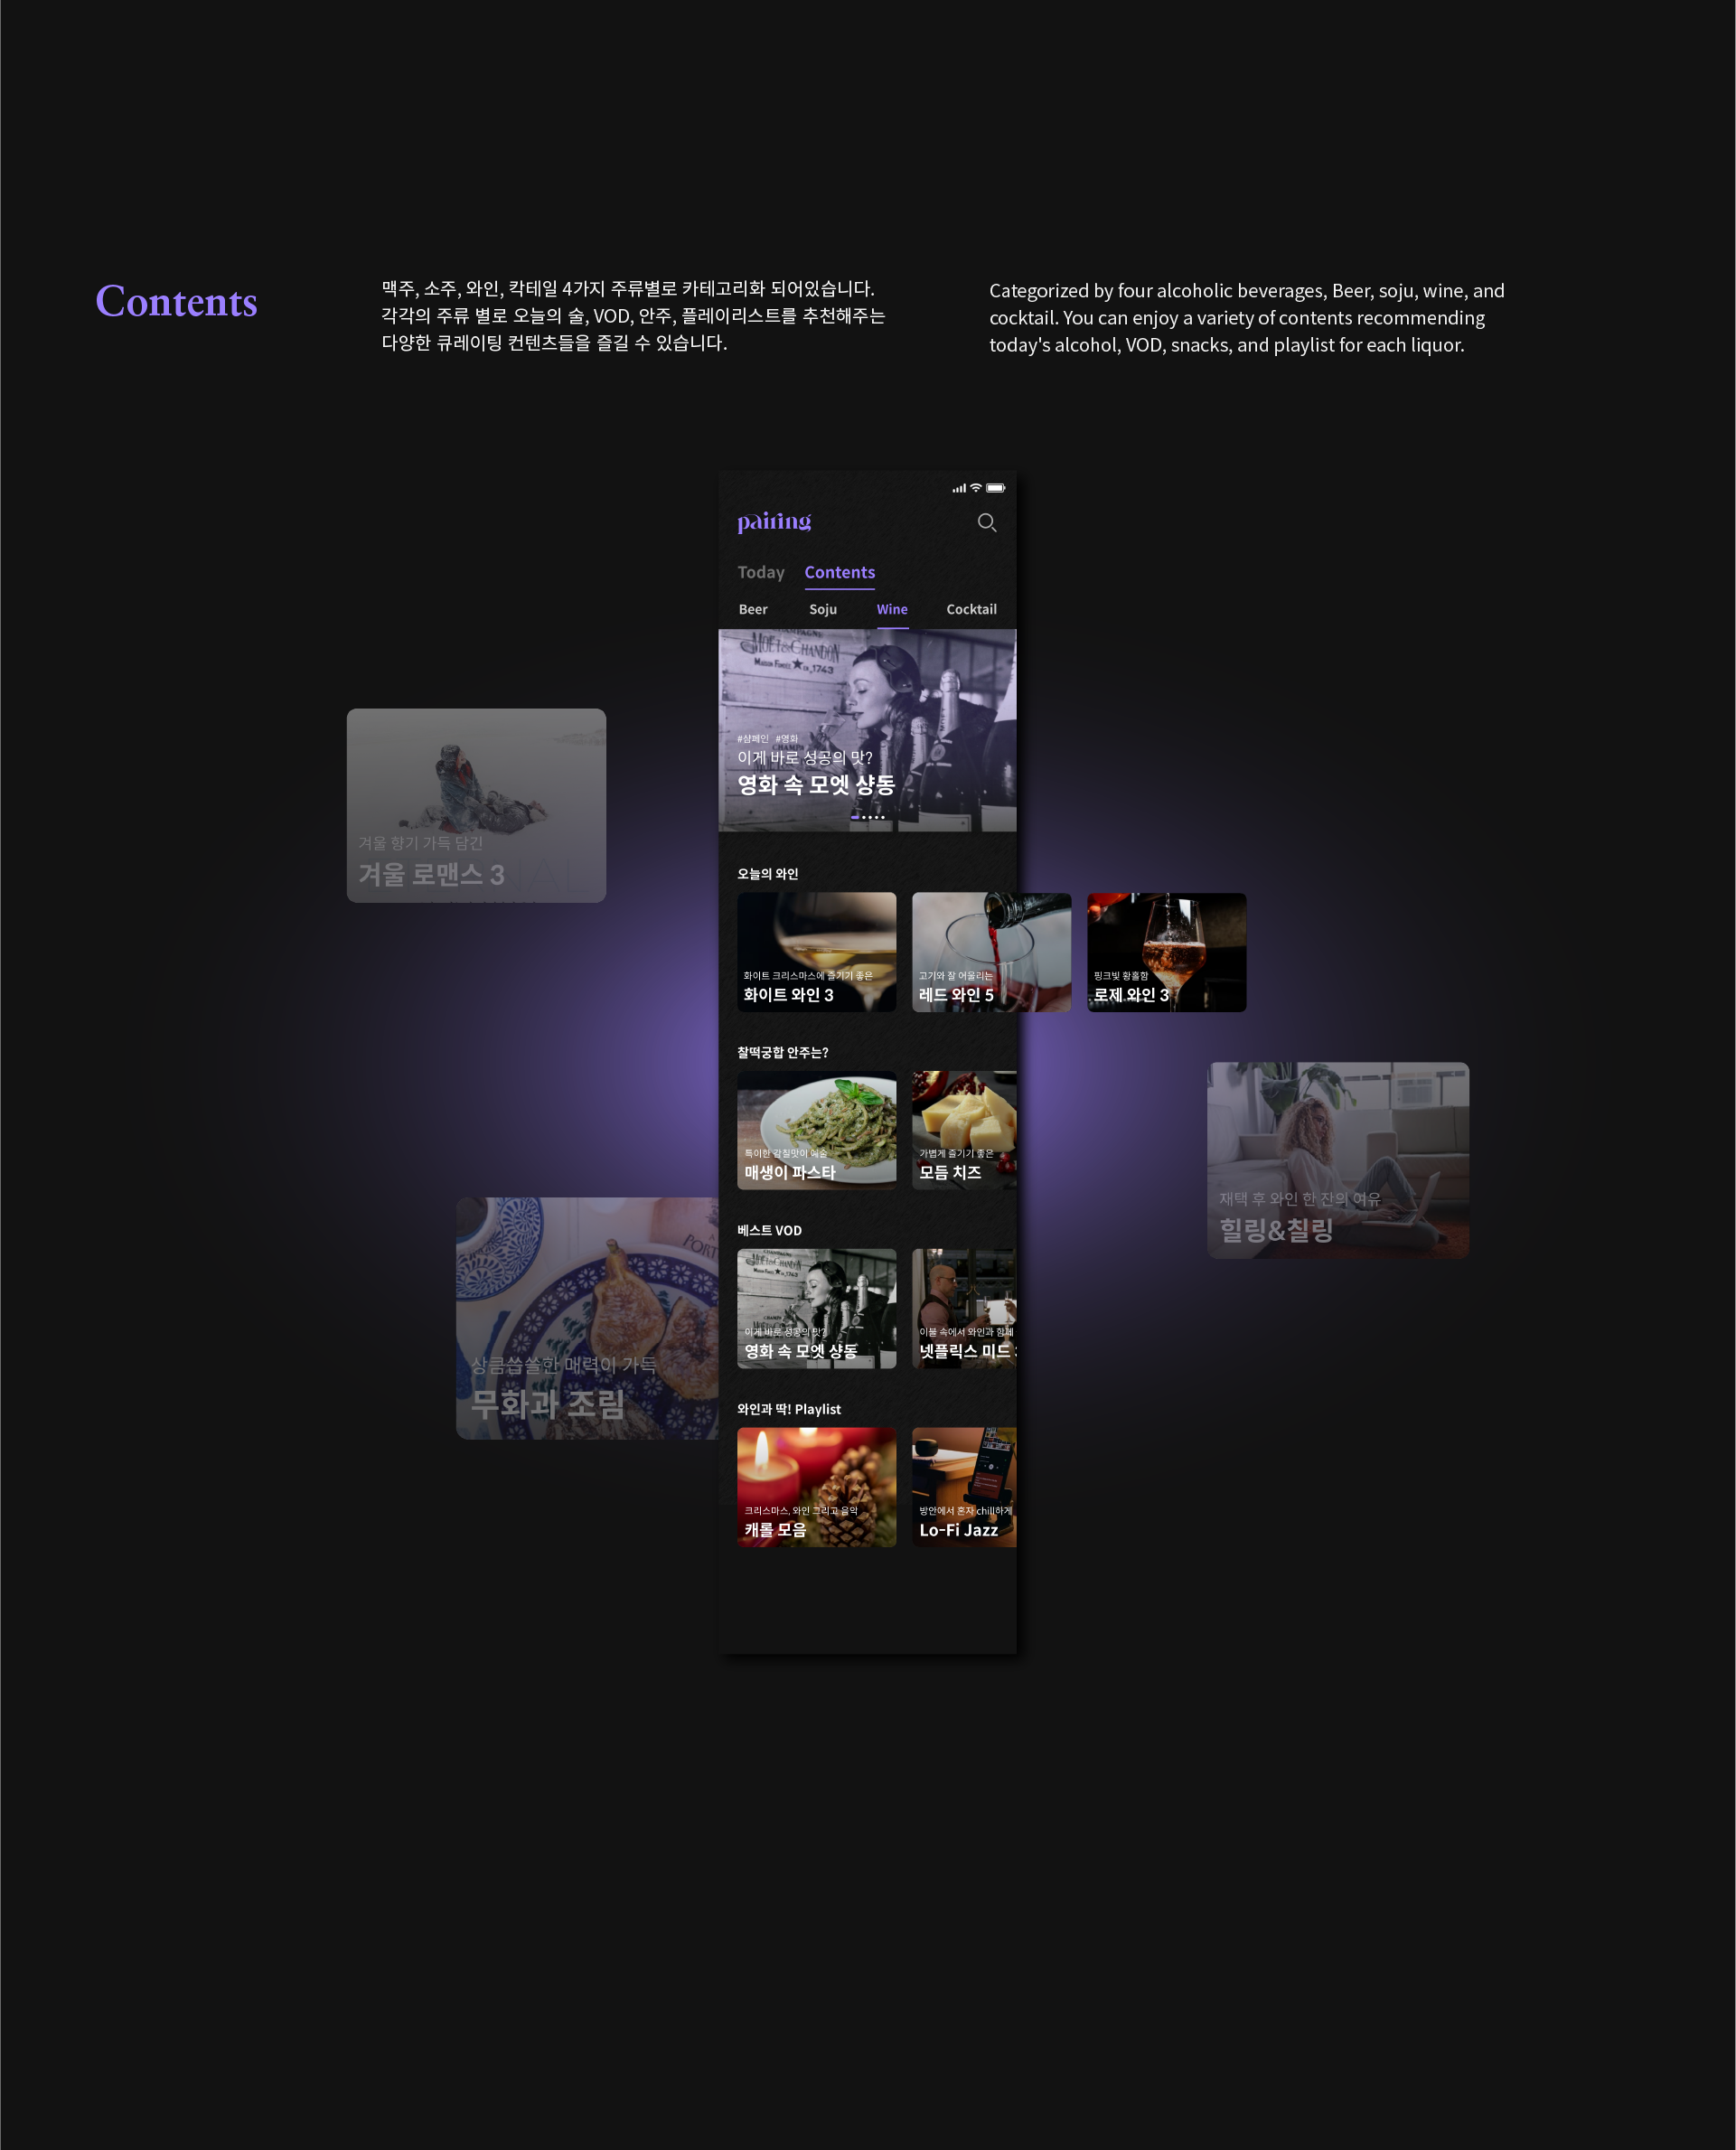 Contents
맥주, 소주, 와인, 칵테일 4가지 주류별로 카테고리화 되어있습니다.
각각의 주류 별로 오늘의 술, VOD, 안주, 플레이리스트를 추천해주는
다양한 큐레이팅 컨텐츠들을 즐길 수 있습니다.
Categorized by four alcoholic beverages, Beer, soju, wine, and
cocktail. You can enjoy a variety of contents recommending
today's alcohol, VOD, snacks, and playlist for each liquor.
pairing
Today Contents
Beer Soju Wine Cocktail
MOËT & CHANDON
#샴페인 #영화
이게 바로 성공의 맛?
영화 속 모엣 샹동
겨울 향기 가득 담긴
겨울 로맨스 3
오늘의 와인
화이트 크리스마스에 즐기기 좋은
화이트 와인 3
고기와 잘 어울리는
레드 와인 5
핑크빛 황홀함
로제 와인 3
찰떡궁합 안주는?
특이한 감칠맛이 예술
매생이 파스타
가볍게 즐기기 좋은
모듬 치즈
재택 후 와인 한 잔의 여유
힐링&칠링
상큼씁쓸한 매력이 가득
무화과 조림
베스트 VOD
이게 바로 성공의 맛?
영화 속 모엣 샹동
이불 속에서 와인과 함께
넷플릭스 미드
와인과 딱! Playlist
크리스마스, 와인 그리고 음악
캐롤 모음
방안에서 혼자 chill하게
Lo-Fi Jazz